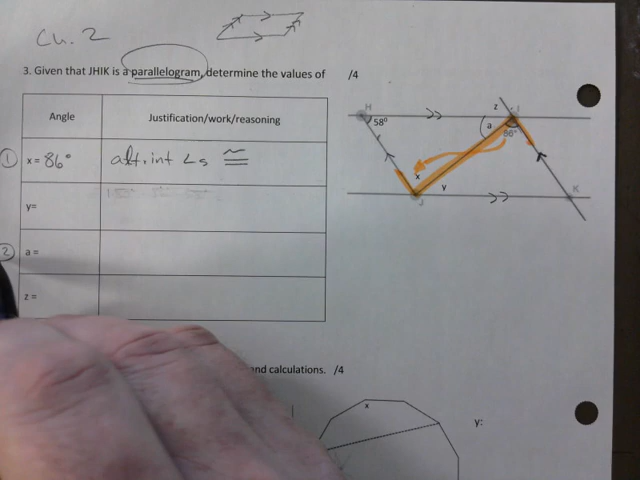 Ch. 2
3. Given that JHIK is a parallelogram, determine the values of /4
Angle Justification/work/reasoning
① x = 86° alt. int ∠s ≅
y=
② a =
z =
H
58°
z
I
a
86°
x
y
J
K
and calculations. /4
x
y: